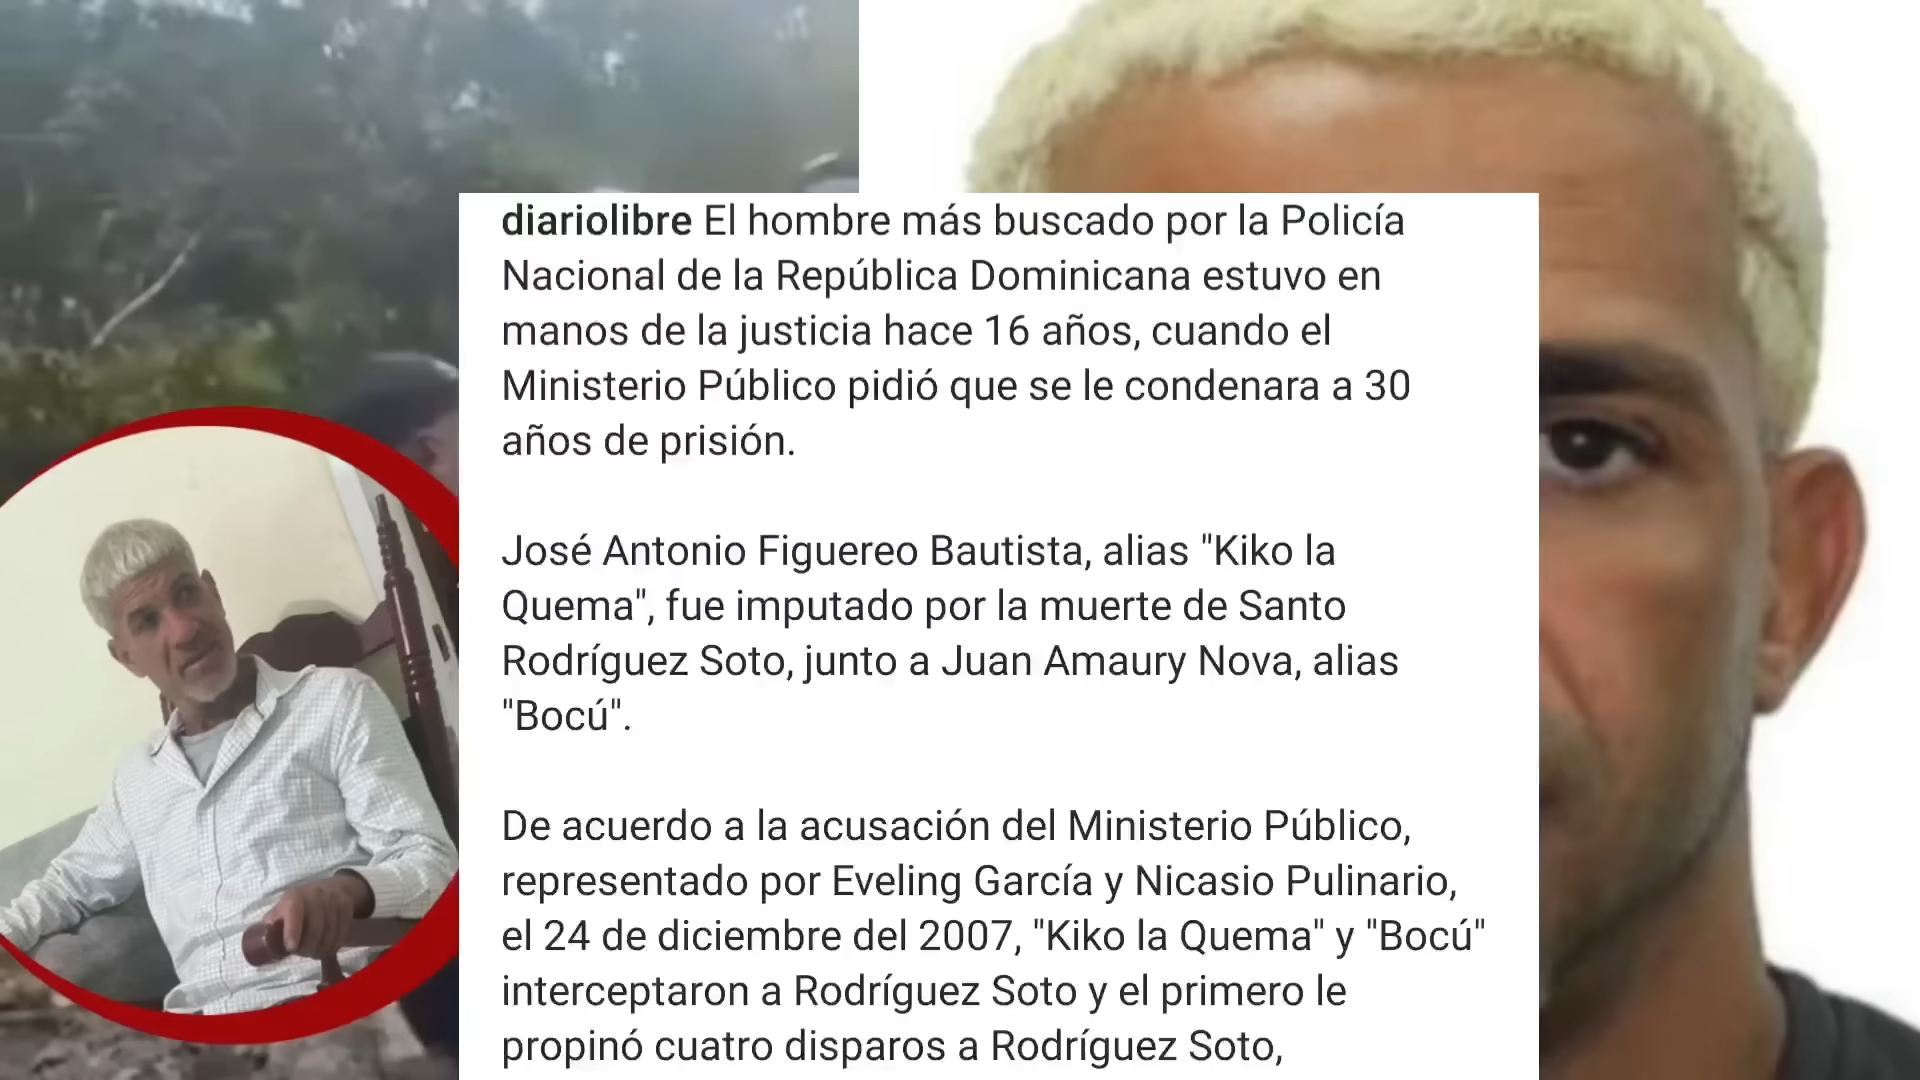 diariolibre El hombre más buscado por la Policía
Nacional de la República Dominicana estuvo en
manos de la justicia hace 16 años, cuando el
Ministerio Público pidió que se le condenara a 30
años de prisión.
José Antonio Figuereo Bautista, alias "Kiko la
Quema", fue imputado por la muerte de Santo
Rodríguez Soto, junto a Juan Amaury Nova, alias
"Bocú".
De acuerdo a la acusación del Ministerio Público,
representado por Eveling García y Nicasio Pulinario,
el 24 de diciembre del 2007, "Kiko la Quema" y "Bocú"
interceptaron a Rodríguez Soto y el primero le
propinó cuatro disparos a Rodríguez Soto,